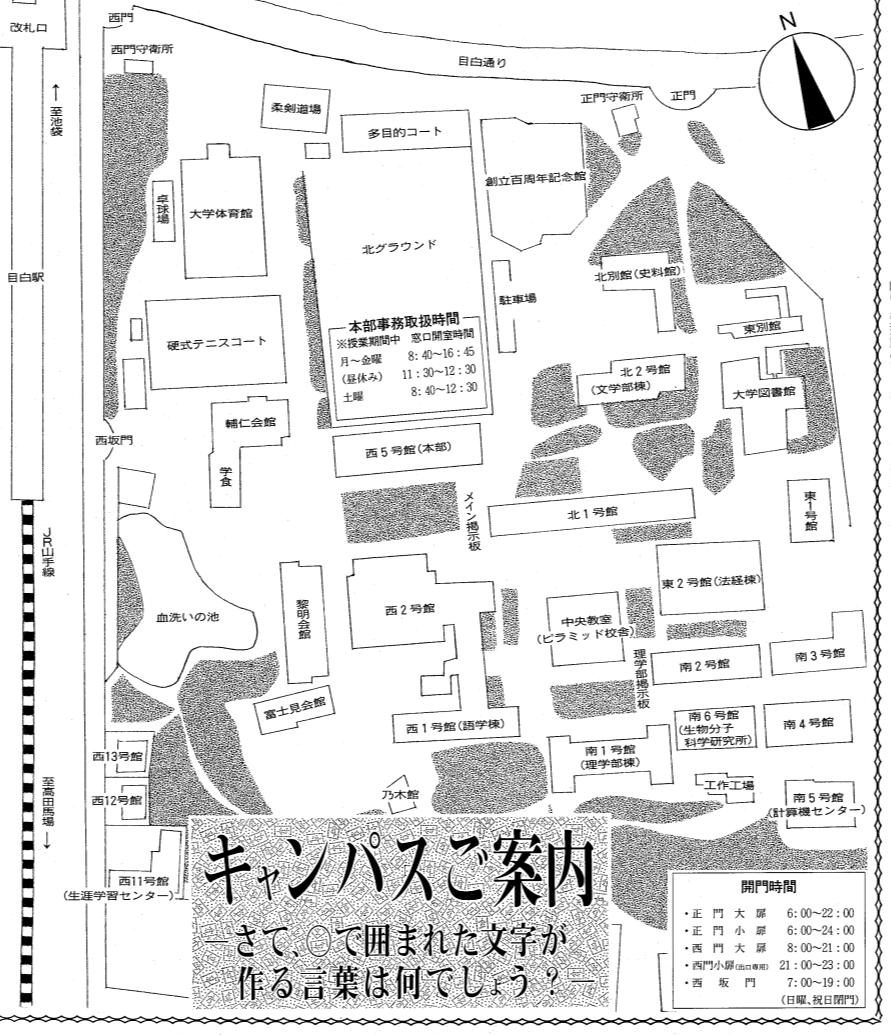 改札口
西門
N
西門守衛所
目白通り
正門守衛所
正門
←至池袋
柔剣道場
多目的コート
創立百周年記念館
卓球場
大学体育館
北グラウンド
目白駅
北別館(史料館)
駐車場
東別館
本部事務取扱時間
※授業期間中 窓口開室時間
月〜金曜 8:40〜16:45
(昼休み) 11:30〜12:30
土曜 8:40〜12:30
硬式テニスコート
北2号館
(文学部棟)
大学図書館
輔仁会館
西坂門
西5号館(本部)
学食
メイン掲示板
北1号館
東1号館
JR山手線
東2号館(法経棟)
血洗いの池
黎明会館
西2号館
中央教室
(ピラミッド校舎)
理学部掲示板
南2号館
南3号館
富士見会館
西1号館(語学棟)
南6号館
(生物分子
科学研究所)
南4号館
南1号館
(理学部棟)
西13号館
工作工場
西12号館
乃木館
南5号館
(計算機センター)
至高田馬場→
西11号館
(生涯学習センター)
キャンパスご案内
―さて、○で囲まれた文字が
作る言葉は何でしょう?―
開門時間
・正門大扉 6:00〜22:00
・正門小扉 6:00〜24:00
・西門大扉 8:00〜21:00
・西門小扉(出口専用) 21:00〜23:00
・西坂門 7:00〜19:00
(日曜、祝日閉門)